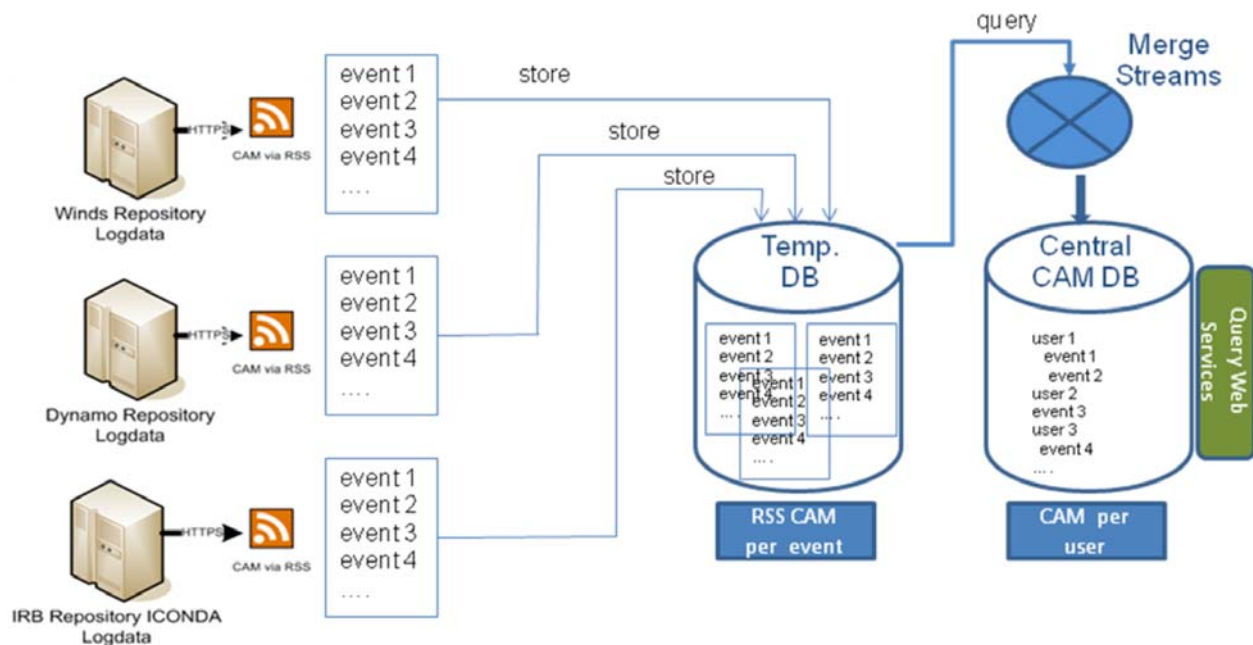 event 1
event 2
event 3
event 4
....
HTTPS
CAM via RSS
Winds Repository
Logdata
store
event 1
event 2
event 3
event 4
....
HTTPS
CAM via RSS
Dynamo Repository
Logdata
store
event 1
event 2
event 3
event 4
....
HTTPS
CAM via RSS
IRB Repository ICONDA
Logdata
store
Temp.
DB
event 1
event 2
event 3
event 4
... .
event 1
event 2
event 3
event 4
... .
event 1
event 2
event 3
event 4
... .
RSS CAM
per event
query
Merge
Streams
Central
CAM DB
user 1
event 1
event 2
user 2
event 3
user 3
event 4
... .
CAM per
user
Query Web
Services